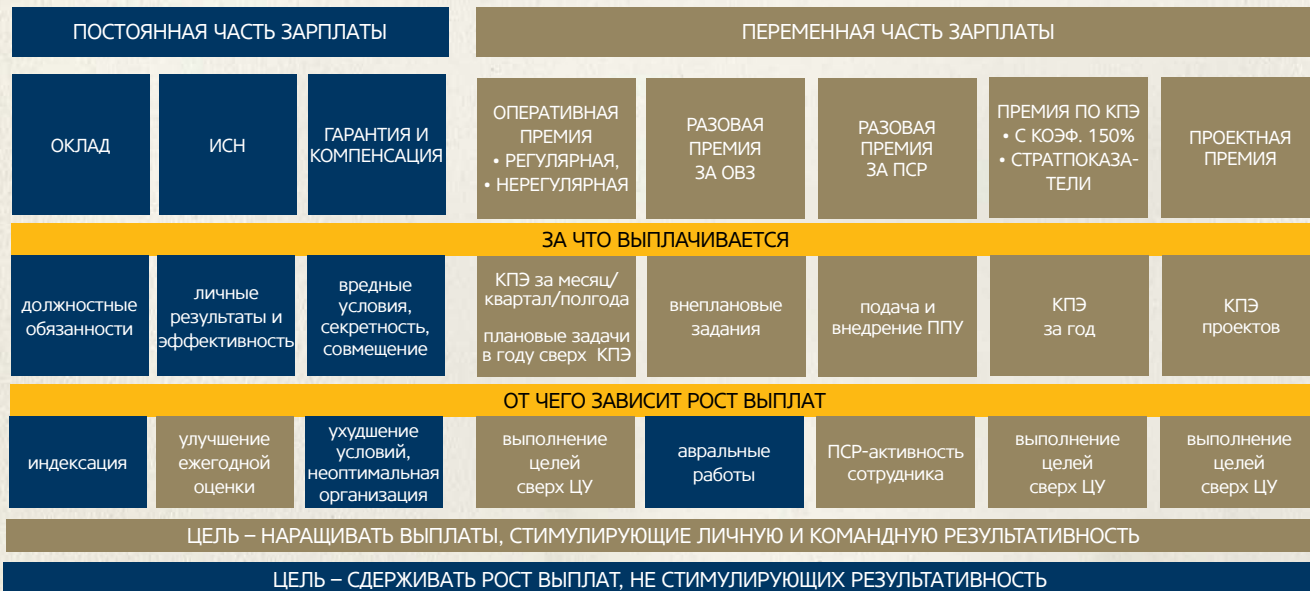 ПОСТОЯННАЯ ЧАСТЬ ЗАРПЛАТЫ
ПЕРЕМЕННАЯ ЧАСТЬ ЗАРПЛАТЫ
ОКЛАД
ИСН
ГАРАНТИЯ И
КОМПЕНСАЦИЯ
ОПЕРАТИВНАЯ
ПРЕМИЯ
• РЕГУЛЯРНАЯ,
• НЕРЕГУЛЯРНАЯ
РАЗОВАЯ
ПРЕМИЯ
ЗА ОВЗ
РАЗОВАЯ
ПРЕМИЯ
ЗА ПСР
ПРЕМИЯ ПО КПЭ
• С КОЭФ. 150%
• СТРАТПОКАЗА-
ТЕЛИ
ПРОЕКТНАЯ
ПРЕМИЯ
ЗА ЧТО ВЫПЛАЧИВАЕТСЯ
должностные
обязанности
личные
результаты и
эффективность
вредные
условия,
секретность,
совмещение
КПЭ за месяц/
квартал/полгода
плановые задачи
в году сверх КПЭ
внеплановые
задания
подача и
внедрение ППУ
КПЭ
за год
КПЭ
проектов
ОТ ЧЕГО ЗАВИСИТ РОСТ ВЫПЛАТ
индексация
улучшение
ежегодной
оценки
ухудшение
условий,
неоптимальная
организация
выполнение
целей
сверх ЦУ
авральные
работы
ПСР-активность
сотрудника
выполнение
целей
сверх ЦУ
выполнение
целей
сверх ЦУ
ЦЕЛЬ – НАРАЩИВАТЬ ВЫПЛАТЫ, СТИМУЛИРУЮЩИЕ ЛИЧНУЮ И КОМАНДНУЮ РЕЗУЛЬТАТИВНОСТЬ
ЦЕЛЬ – СДЕРЖИВАТЬ РОСТ ВЫПЛАТ, НЕ СТИМУЛИРУЮЩИХ РЕЗУЛЬТАТИВНОСТЬ